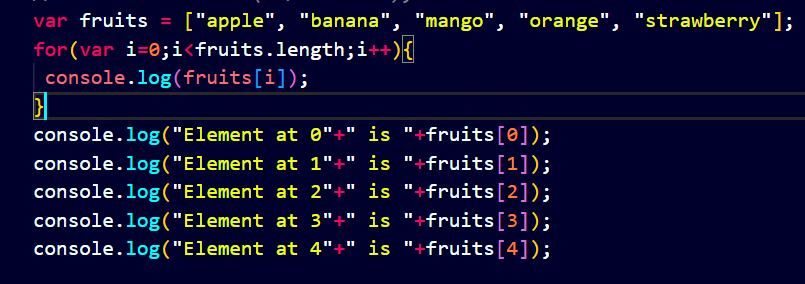 var fruits = ["apple", "banana", "mango", "orange", "strawberry"];
for(var i=0;i<fruits.length;i++){
 console.log(fruits[i]);
}
console.log("Element at 0"+" is "+fruits[0]);
console.log("Element at 1"+" is "+fruits[1]);
console.log("Element at 2"+" is "+fruits[2]);
console.log("Element at 3"+" is "+fruits[3]);
console.log("Element at 4"+" is "+fruits[4]);